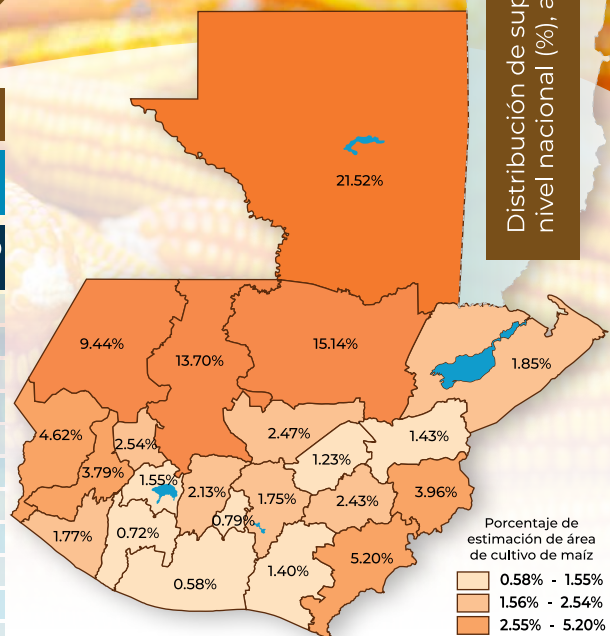 Distribución de
nivel nacional (%),
21.52%
9.44%
13.70%
15.14%
1.85%
4.62%
2.54%
2.47%
1.43%
1.23%
3.79%
1.55%
2.13%
1.75%
2.43%
3.96%
0.79%
1.77%
0.72%
0.58%
1.40%
5.20%
Porcentaje de
estimación de área
de cultivo de maíz
0.58% - 1.55%
1.56% - 2.54%
2.55% - 5.20%